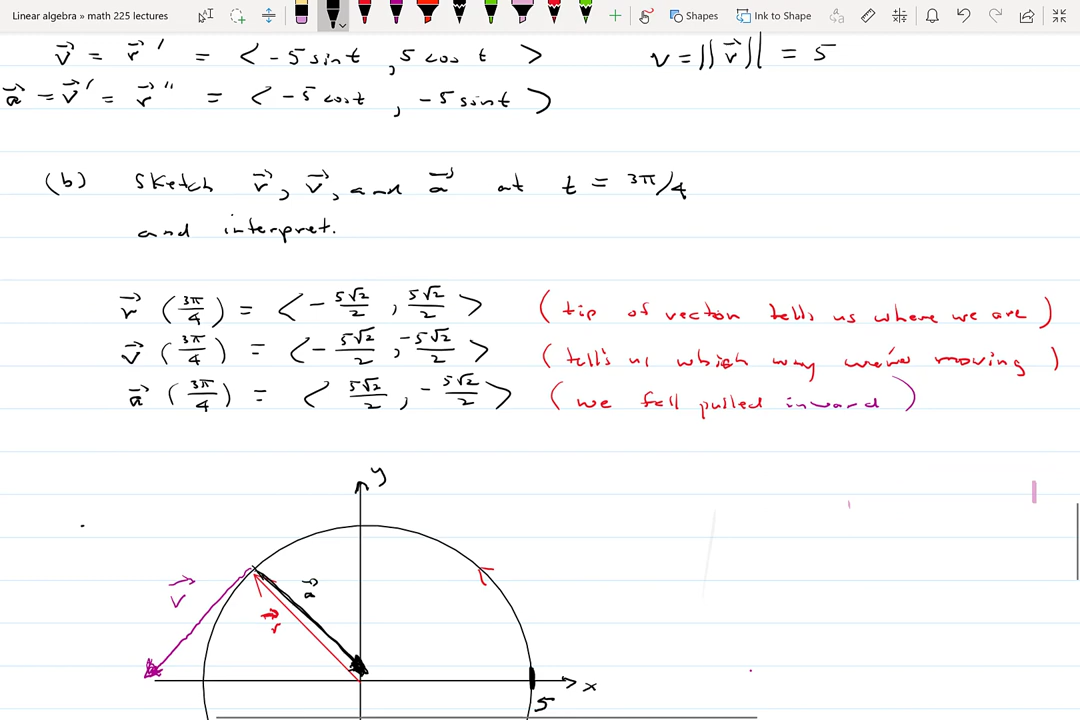 Linear algebra » math 225 lectures
Shapes
Ink to Shape
v⃗ = r⃗ ' = < -5 sin t , 5 cos t > v = ||r⃗|| = 5
a⃗ = v⃗ ' = r⃗ '' = < -5 cos t , -5 sin t >
(b) Sketch r⃗, v⃗, and a⃗ at t = 3π/4
and interpret.
r⃗ (3π/4) = < - 5√2/2 , 5√2/2 > (tip of vector tells us where we are)
v⃗ (3π/4) = < - 5√2/2 , -5√2/2 > (tell's us which way we're moving)
a⃗ (3π/4) = < 5√2/2 , - 5√2/2 > (we fell pulled inward)
y
v⃗
a⃗
r⃗
x
5